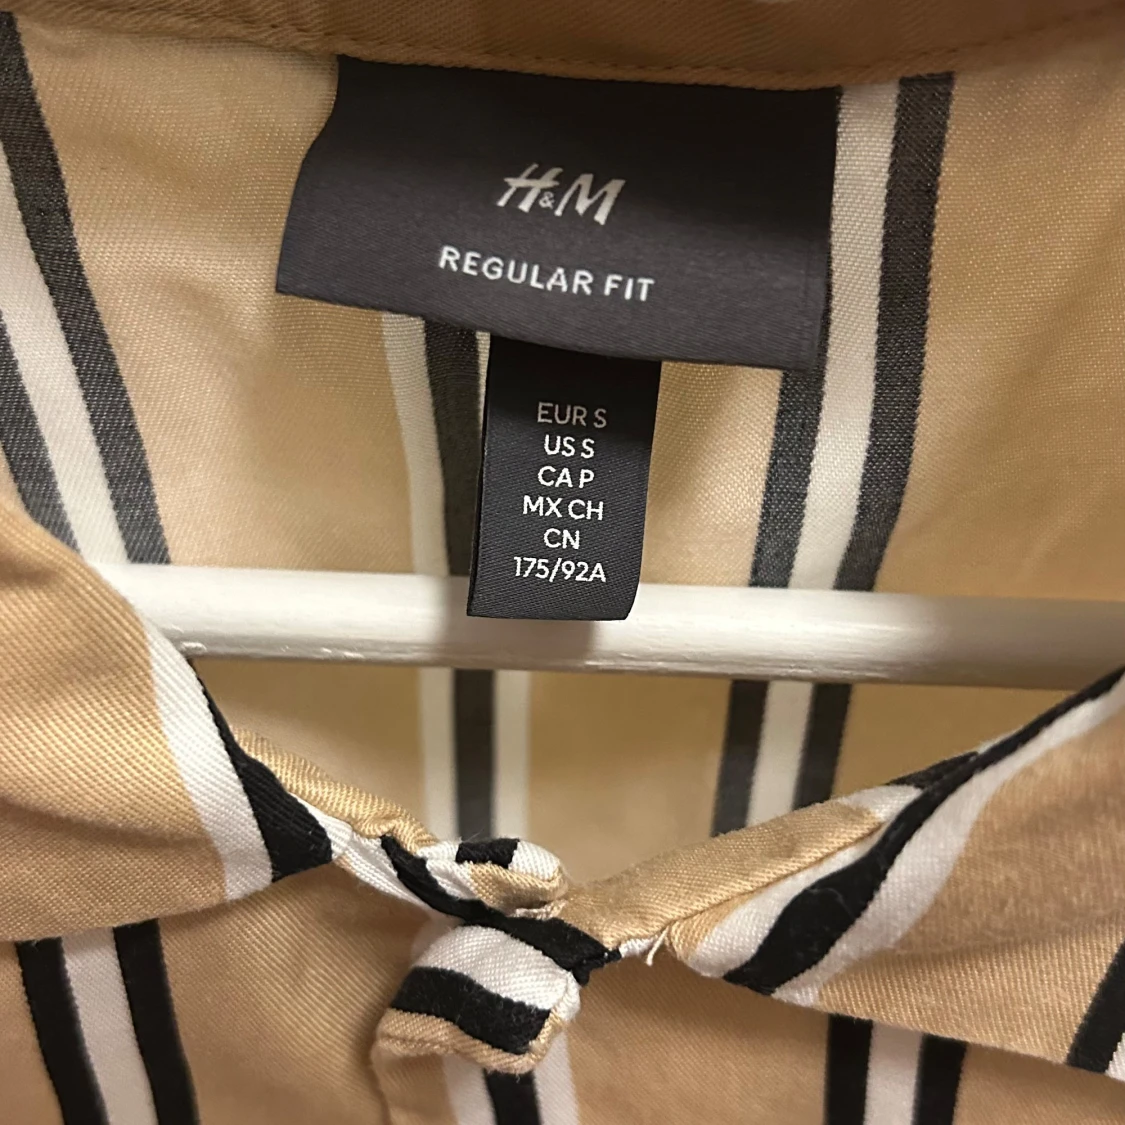 H&M
REGULAR FIT
EUR S
US S
CA P
MX CH
CN
175/92A